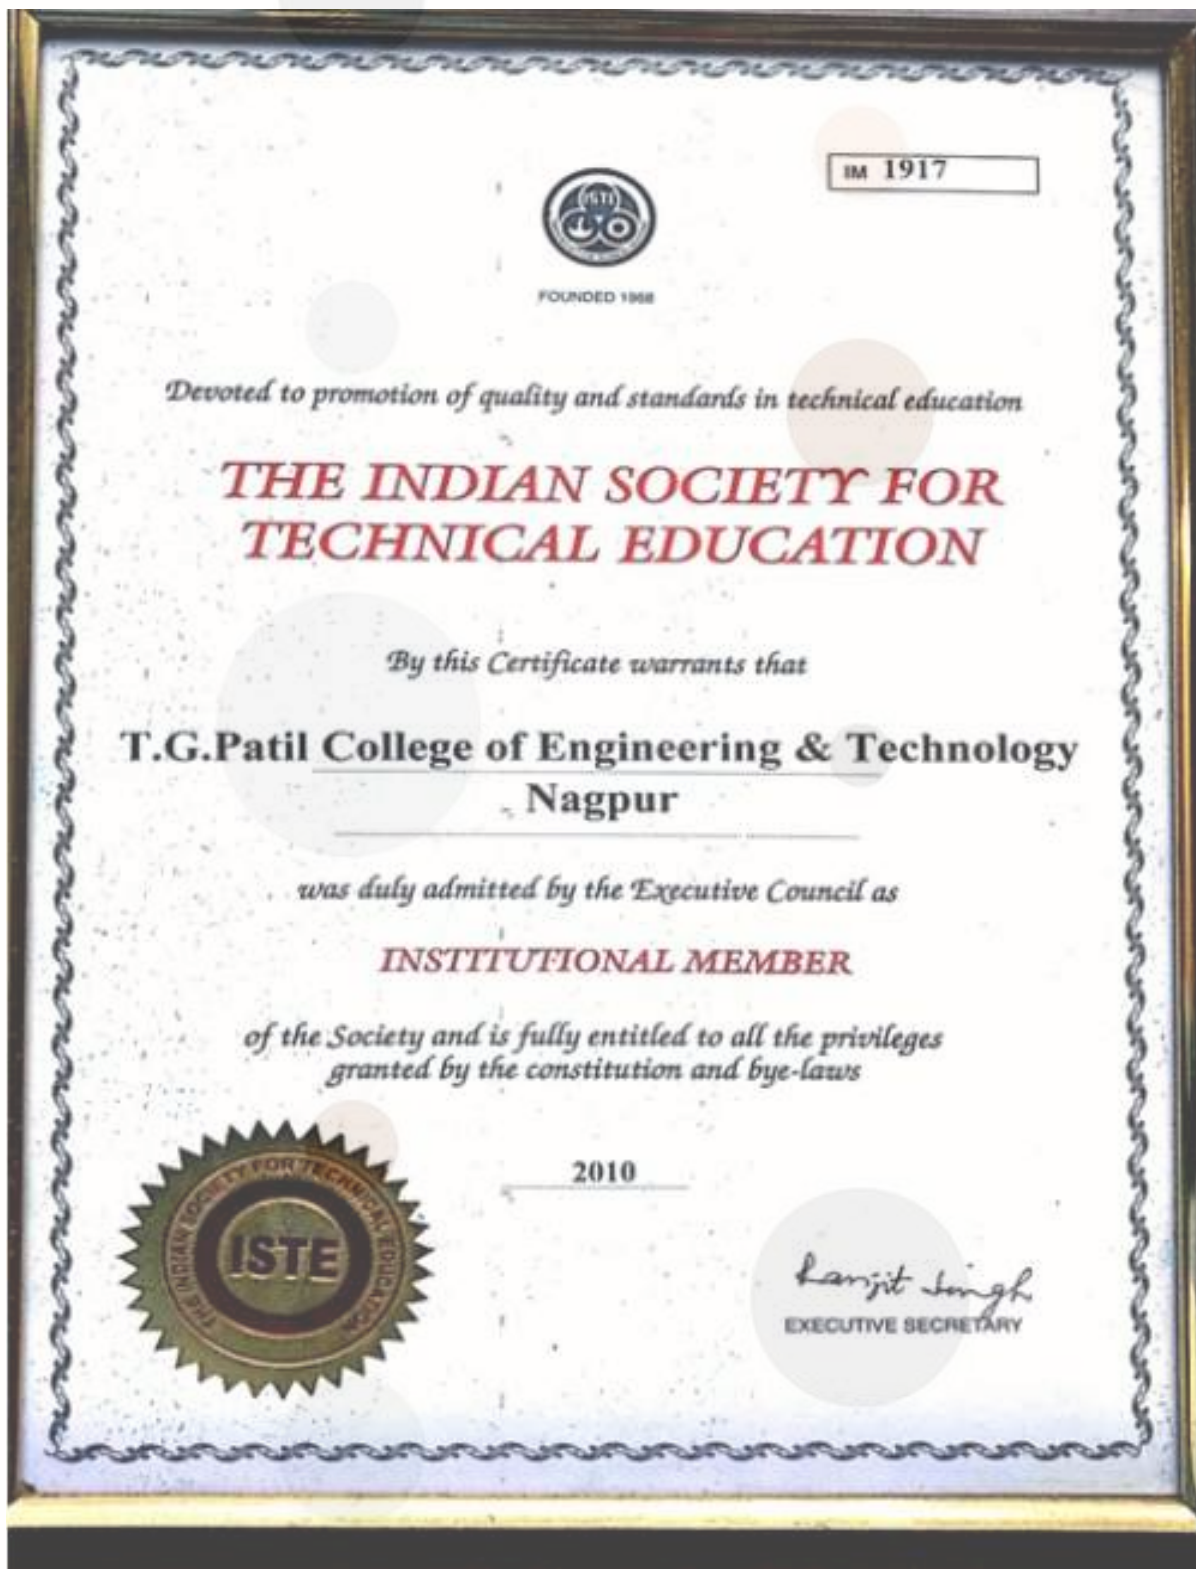 IM 1917
ISTE
FOUNDED 1968
Devoted to promotion of quality and standards in technical education
THE INDIAN SOCIETY FOR
TECHNICAL EDUCATION
By this Certificate warrants that
T.G.Patil College of Engineering & Technology
Nagpur
was duly admitted by the Executive Council as
INSTITUTIONAL MEMBER
of the Society and is fully entitled to all the privileges
granted by the constitution and bye-laws
2010
THE INDIAN SOCIETY FOR TECHNICAL EDUCATION
ISTE
Ranjit Singh
EXECUTIVE SECRETARY